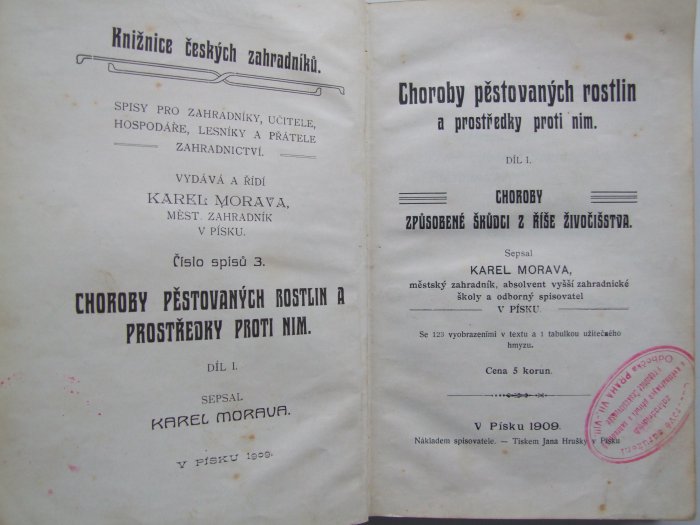 Knižnice českých zahradníků.
SPISY PRO ZAHRADNÍKY, UČITELE,
HOSPODÁŘE, LESNÍKY A PŘÁTELE
ZAHRADNICTVÍ.
VYDÁVÁ A ŘÍDÍ
KAREL MORAVA,
MĚST. ZAHRADNÍK
V PÍSKU.
Číslo spisů 3.
CHOROBY PĚSTOVANÝCH ROSTLIN A
PROSTŘEDKY PROTI NIM.
DÍL I.
SEPSAL
KAREL MORAVA.
V PÍSKU 1909.
Choroby pěstovaných rostlin
a prostředky proti nim.
DÍL I.
CHOROBY
ZPŮSOBENÉ ŠKŮDCI Z ŘÍŠE ŽIVOČIŠSTVA.
Sepsal
KAREL MORAVA,
městský zahradník, absolvent vyšší zahradnické
školy a odborný spisovatel
V PÍSKU
Se 123 vyobrazeními v textu a 1 tabulkou užitečného
hmyzu.
Cena 5 korun.
V Písku 1909.
Nákladem spisovatele. — Tiskem Jana Hrušky v Písku
Odbočka PRAHA